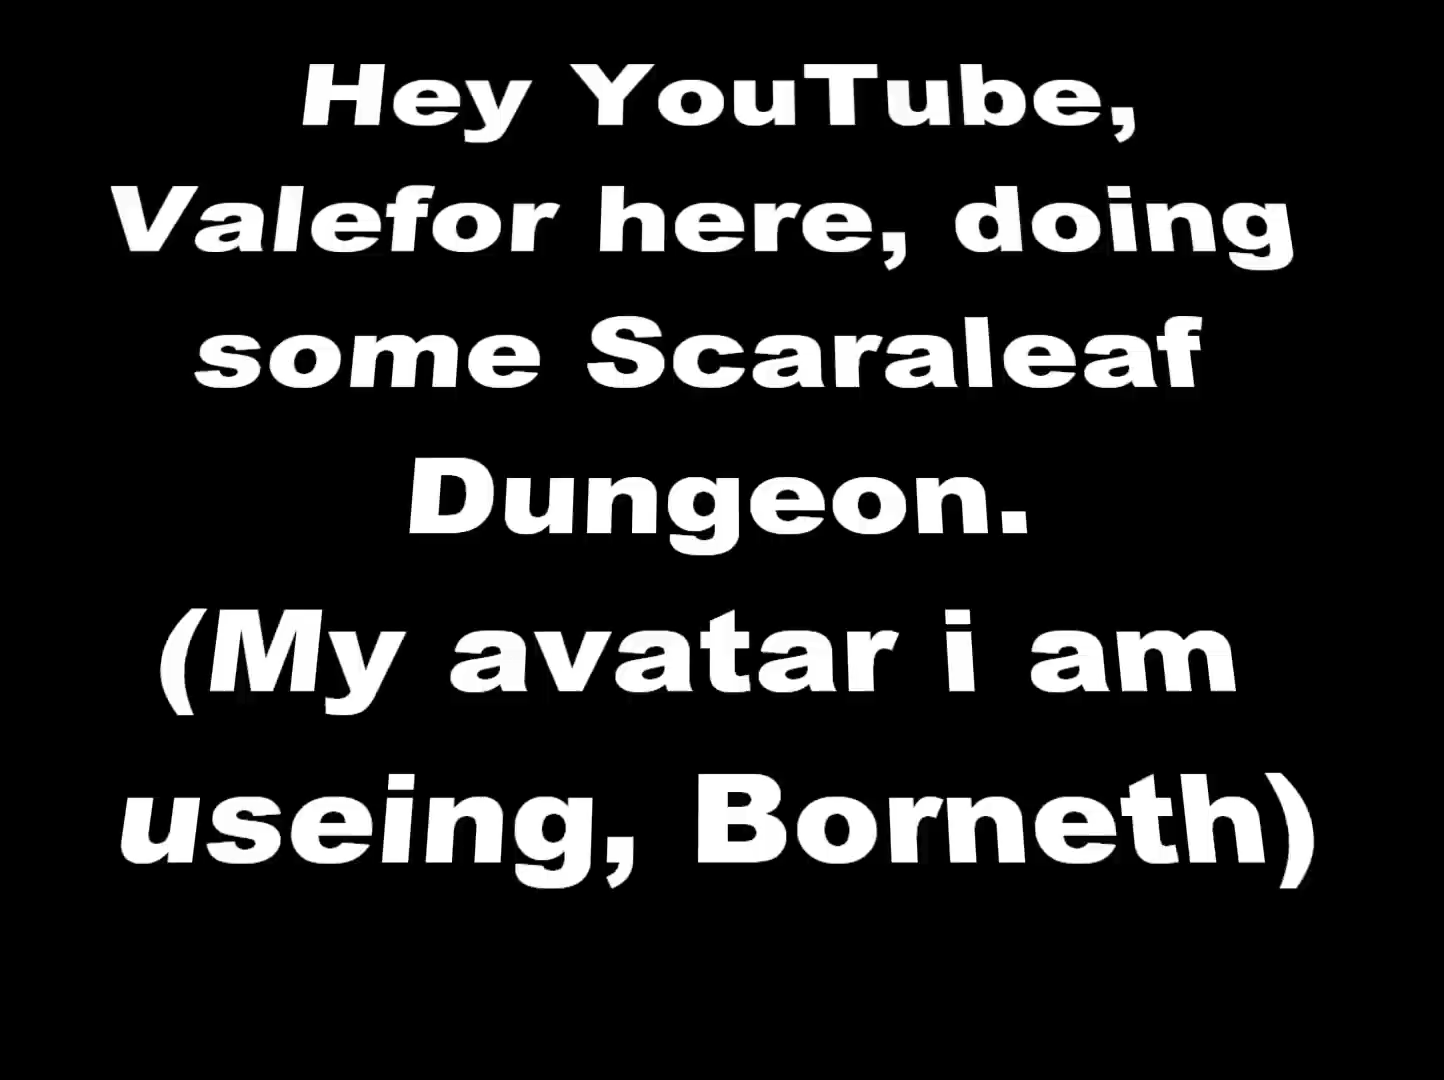 Hey YouTube,
Valefor here, doing
some Scaraleaf
Dungeon.
(My avatar i am
useing, Borneth)